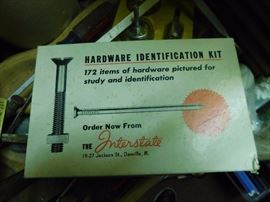 HARDWARE IDENTIFICATION KIT
172 items of hardware pictured for
study and identification
Order Now From
THE Interstate
19-27 Jackson St., Danville, Ill.